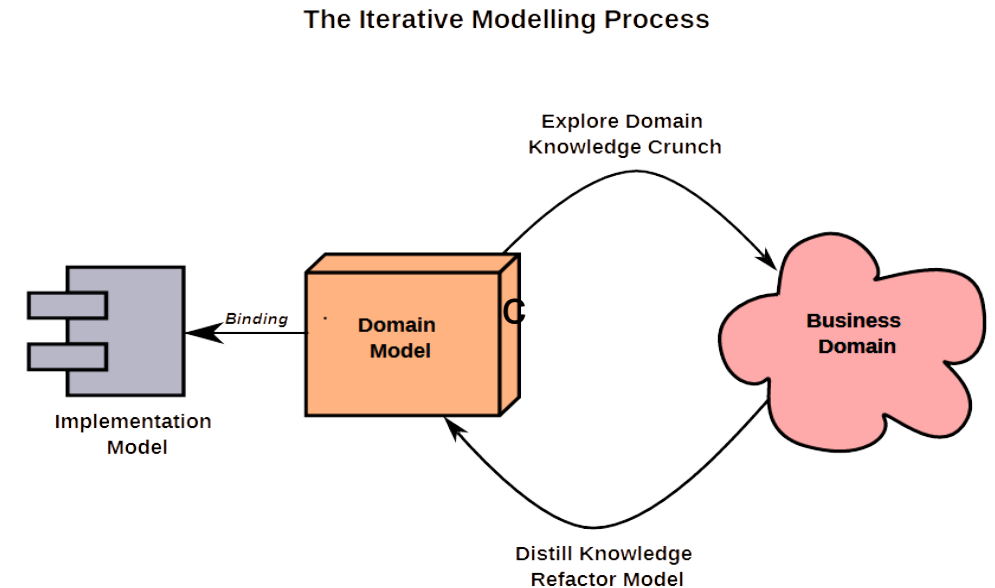 The Iterative Modelling Process
Explore Domain
Knowledge Crunch
Binding
Domain
Model
C
Business
Domain
Implementation
Model
Distill Knowledge
Refactor Model